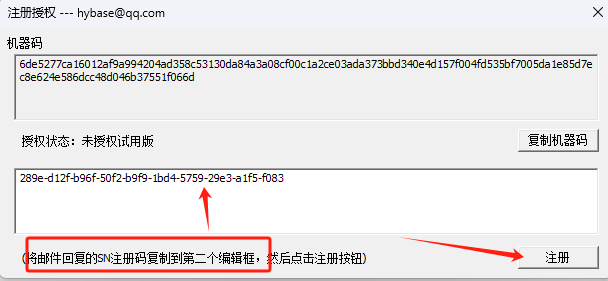 注册授权 --- hybase@qq.com
机器码
6de5277ca16012af9a994204ad358c53130da84a3a08cf00c1a2ce03ada373bbd340e4d157f004fd535bf7005da1e85d7e
c8e624e586dcc48d046b37551f066d
授权状态：未授权试用版
复制机器码
289e-d12f-b96f-50f2-b9f9-1bd4-5759-29e3-a1f5-f083
(将邮件回复的SN注册码复制到第二个编辑框，然后点击注册按钮)
注册